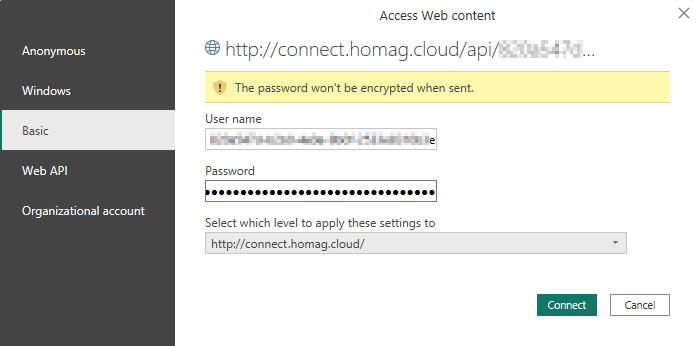 Access Web content
Anonymous
Windows
Basic
Web API
Organizational account
http://connect.homag.cloud/api/820a547d...
The password won't be encrypted when sent.
User name
e
Password
Select which level to apply these settings to
http://connect.homag.cloud/
Connect
Cancel